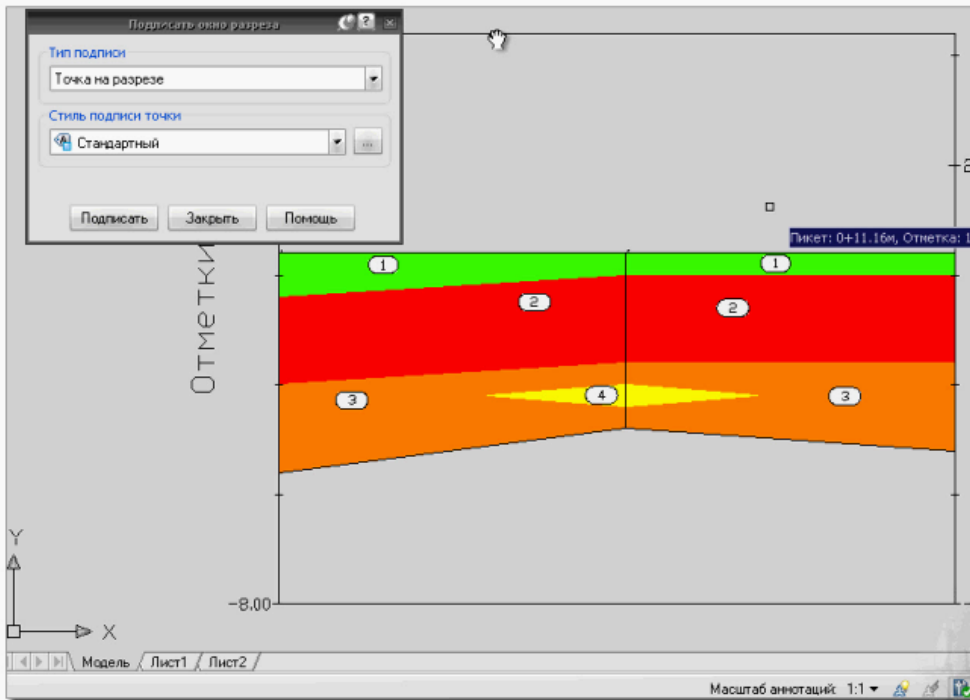 Подписать окно разреза
Тип подписи
Точка на разрезе
Стиль подписи точки
Стандартный
...
Подписать Закрыть Помощь
Пикет: 0+11.16м, Отметка: 1
Отметки
1 1
2 2
3 4 3
-8.00
Y
X
Модель Лист1 Лист2
Масштаб аннотаций: 1:1